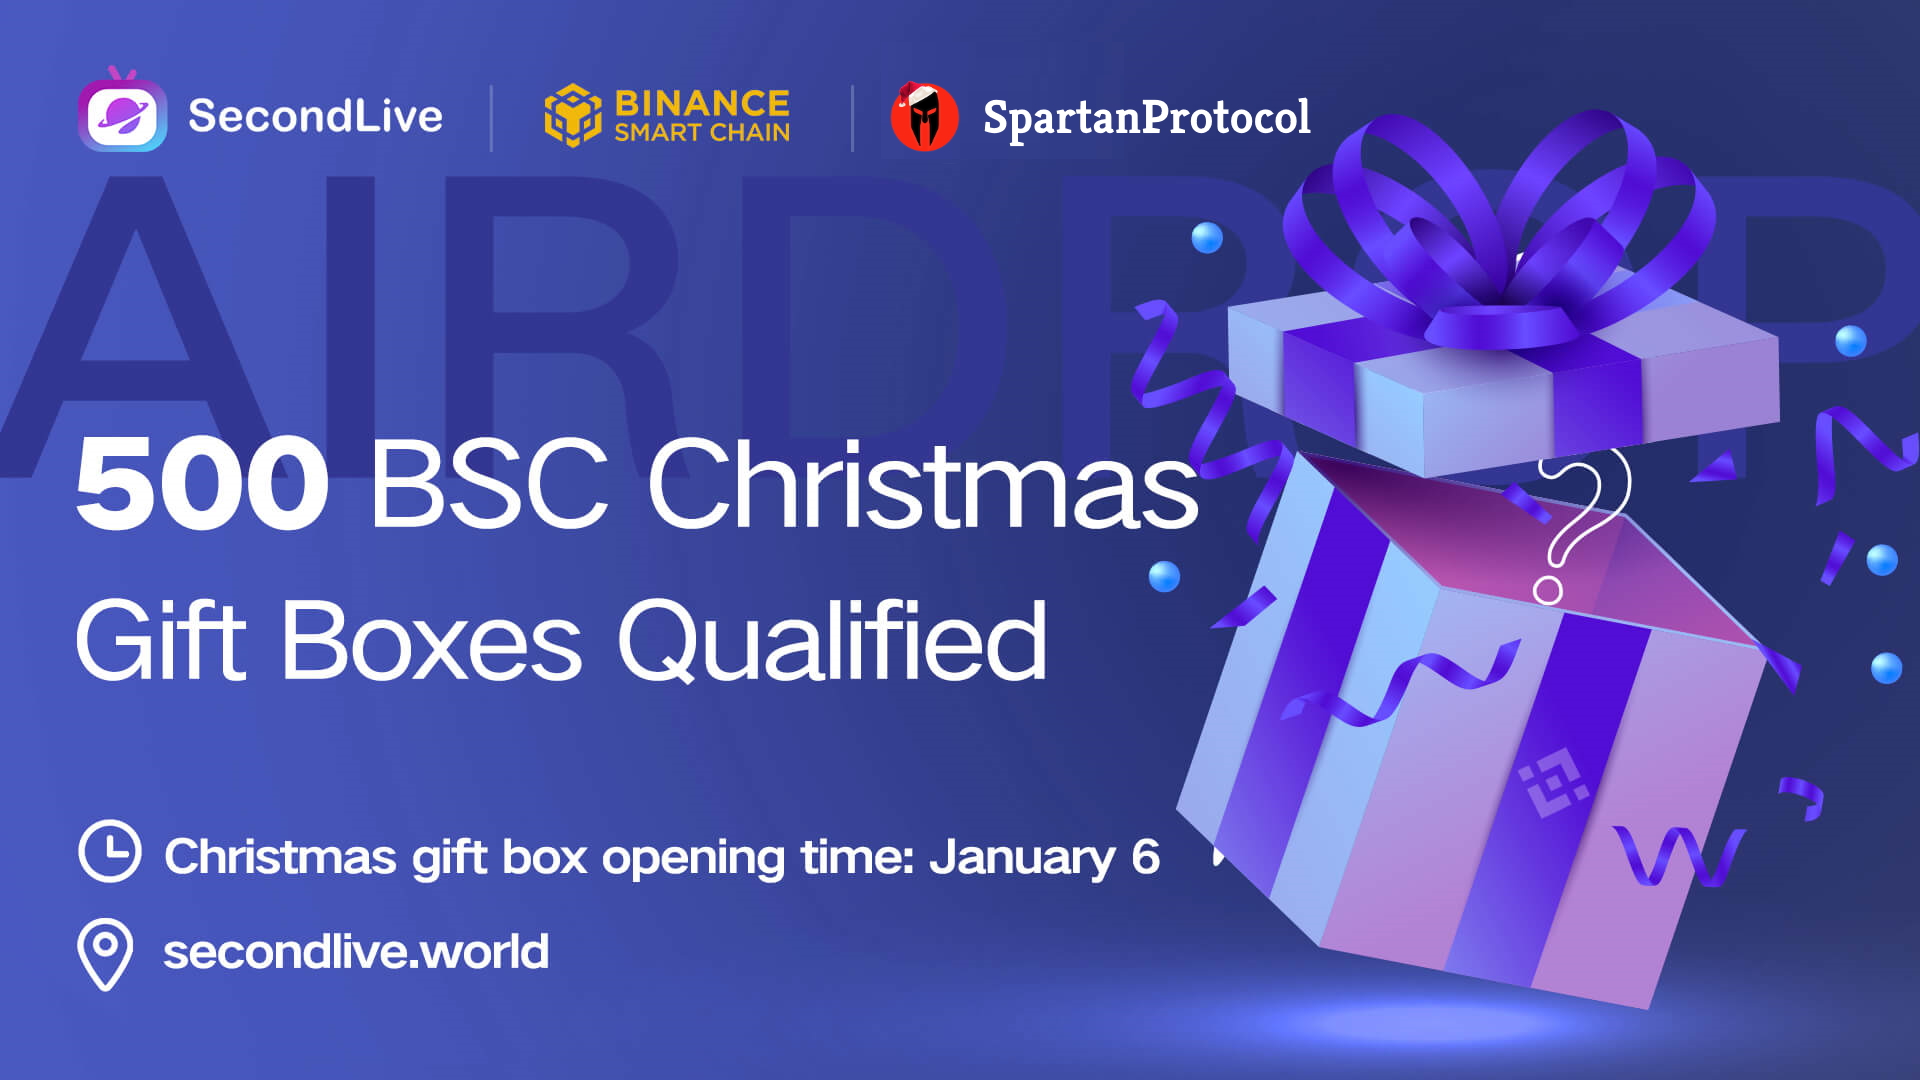 SecondLive
BINANCE
SMART CHAIN
SpartanProtocol
AIRDROP
500 BSC Christmas
Gift Boxes Qualified
?
Christmas gift box opening time: January 6
secondlive.world